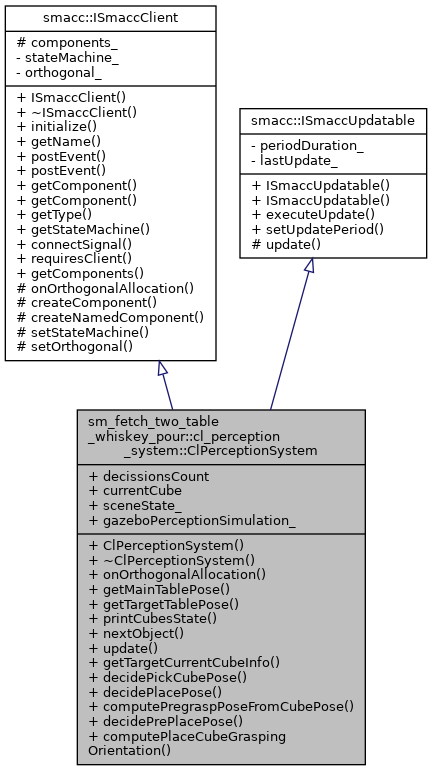 smacc::ISmaccClient
# components_
- stateMachine_
- orthogonal_
+ ISmaccClient()
+ ~ISmaccClient()
+ initialize()
+ getName()
+ postEvent()
+ postEvent()
+ getComponent()
+ getComponent()
+ getType()
+ getStateMachine()
+ connectSignal()
+ requiresClient()
+ getComponents()
# onOrthogonalAllocation()
# createComponent()
# createNamedComponent()
# setStateMachine()
# setOrthogonal()
smacc::ISmaccUpdatable
- periodDuration_
- lastUpdate_
+ ISmaccUpdatable()
+ ISmaccUpdatable()
+ executeUpdate()
+ setUpdatePeriod()
# update()
sm_fetch_two_table
_whiskey_pour::cl_perception
_system::ClPerceptionSystem
+ decissionsCount
+ currentCube
+ sceneState_
+ gazeboPerceptionSimulation_
+ ClPerceptionSystem()
+ ~ClPerceptionSystem()
+ onOrthogonalAllocation()
+ getMainTablePose()
+ getTargetTablePose()
+ printCubesState()
+ nextObject()
+ update()
+ getTargetCurrentCubeInfo()
+ decidePickCubePose()
+ decidePlacePose()
+ computePregraspPoseFromCubePose()
+ decidePrePlacePose()
+ computePlaceCubeGrasping
Orientation()